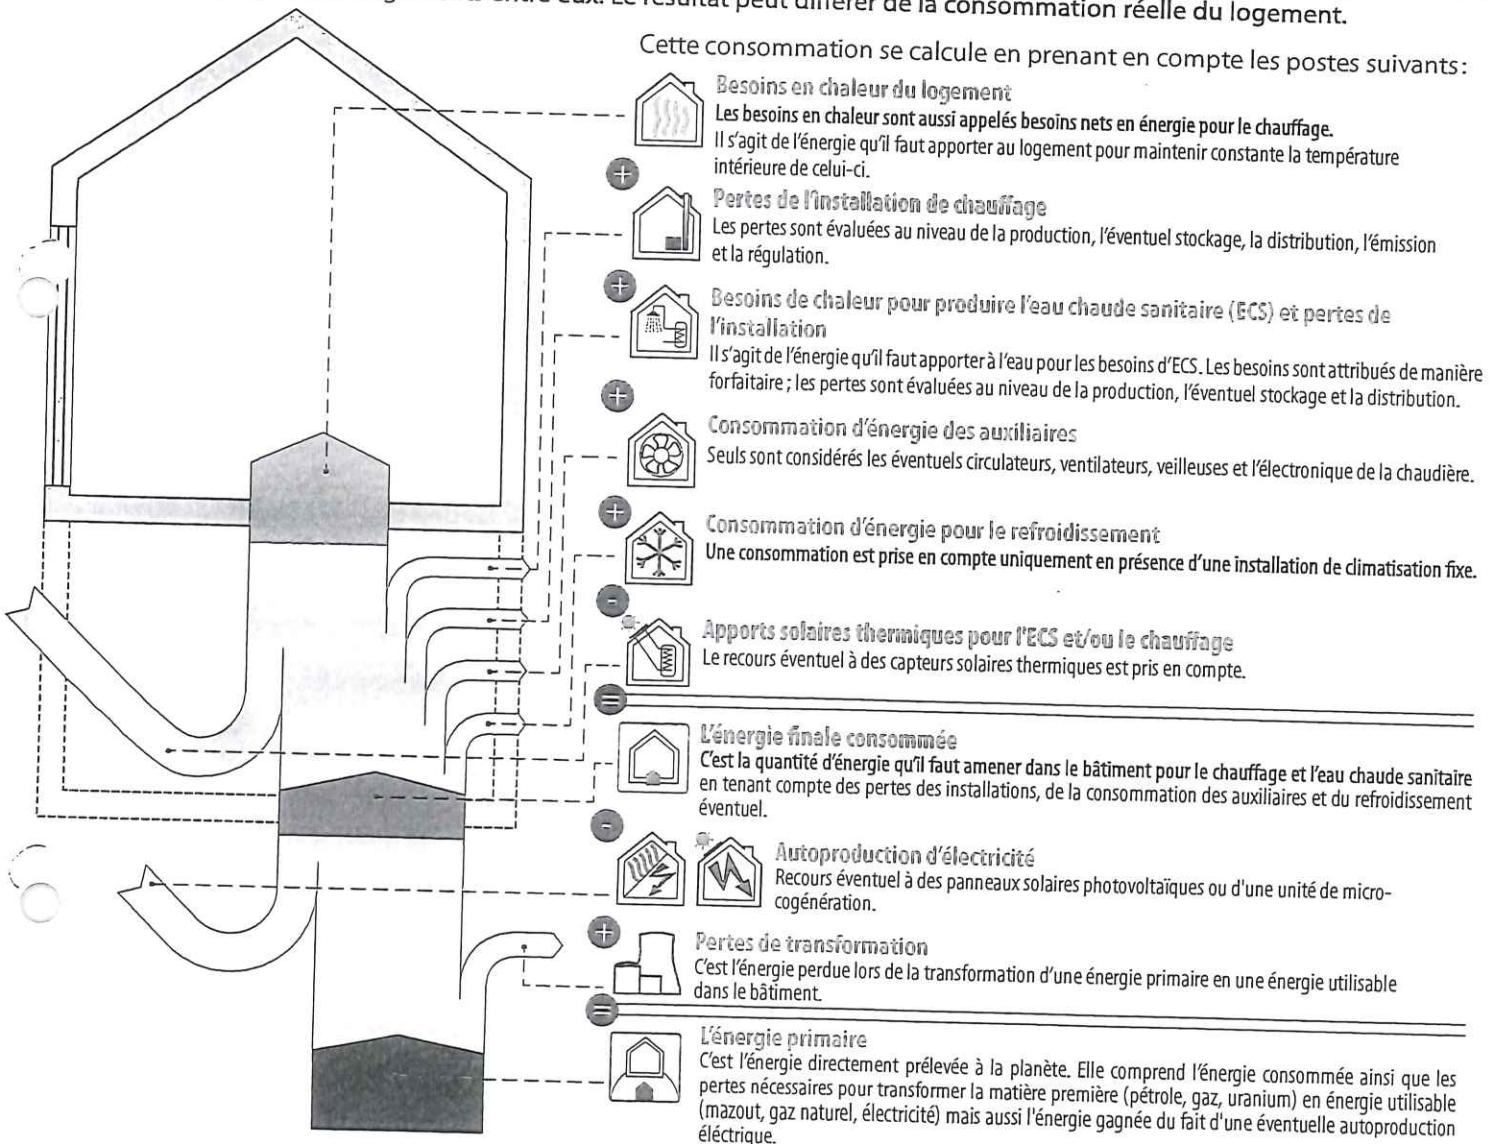 entre eux. Le résultat peut différer de la consommation réelle du logement.
Cette consommation se calcule en prenant en compte les postes suivants:
Besoins en chaleur du logement
Les besoins en chaleur sont aussi appelés besoins nets en énergie pour le chauffage.
Il s'agit de l'énergie qu'il faut apporter au logement pour maintenir constante la température
intérieure de celui-ci.
+
Pertes de l'installation de chauffage
Les pertes sont évaluées au niveau de la production, l'éventuel stockage, la distribution, l'émission
et la régulation.
+
Besoins de chaleur pour produire l'eau chaude sanitaire (ECS) et pertes de
l'installation
Il s'agit de l'énergie qu'il faut apporter à l'eau pour les besoins d'ECS. Les besoins sont attribués de manière
forfaitaire ; les pertes sont évaluées au niveau de la production, l'éventuel stockage et la distribution.
+
Consommation d'énergie des auxiliaires
Seuls sont considérés les éventuels circulateurs, ventilateurs, veilleuses et l'électronique de la chaudière.
+
Consommation d'énergie pour le refroidissement
Une consommation est prise en compte uniquement en présence d'une installation de climatisation fixe.
-
Apports solaires thermiques pour l'ECS et/ou le chauffage
Le recours éventuel à des capteurs solaires thermiques est pris en compte.
=
L'énergie finale consommée
C'est la quantité d'énergie qu'il faut amener dans le bâtiment pour le chauffage et l'eau chaude sanitaire
en tenant compte des pertes des installations, de la consommation des auxiliaires et du refroidissement
éventuel.
-
Autoproduction d'électricité
Recours éventuel à des panneaux solaires photovoltaïques ou d'une unité de micro-
cogénération.
+
Pertes de transformation
C'est l'énergie perdue lors de la transformation d'une énergie primaire en une énergie utilisable
dans le bâtiment.
=
L'énergie primaire
C'est l'énergie directement prélevée à la planète. Elle comprend l'énergie consommée ainsi que les
pertes nécessaires pour transformer la matière première (pétrole, gaz, uranium) en énergie utilisable
(mazout, gaz naturel, électricité) mais aussi l'énergie gagnée du fait d'une éventuelle autoproduction
éléctrique.